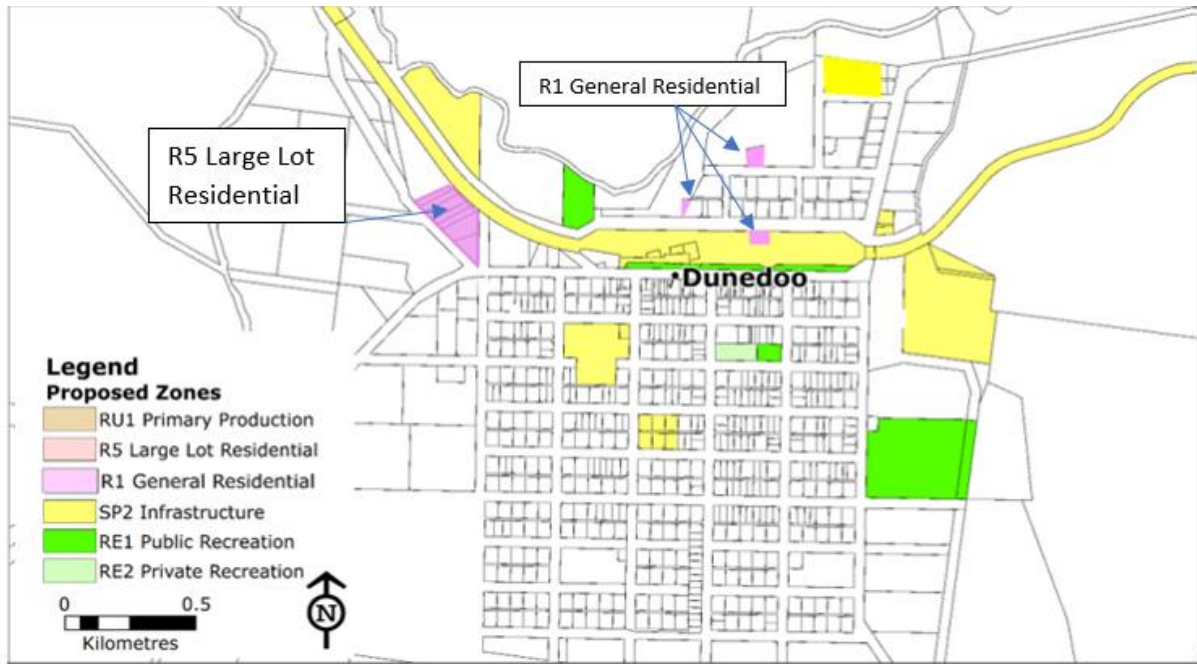 R1 General Residential
R5 Large Lot
Residential
Dunedoo
Legend
Proposed Zones
RU1 Primary Production
R5 Large Lot Residential
R1 General Residential
SP2 Infrastructure
RE1 Public Recreation
RE2 Private Recreation
0 0.5
Kilometres
N